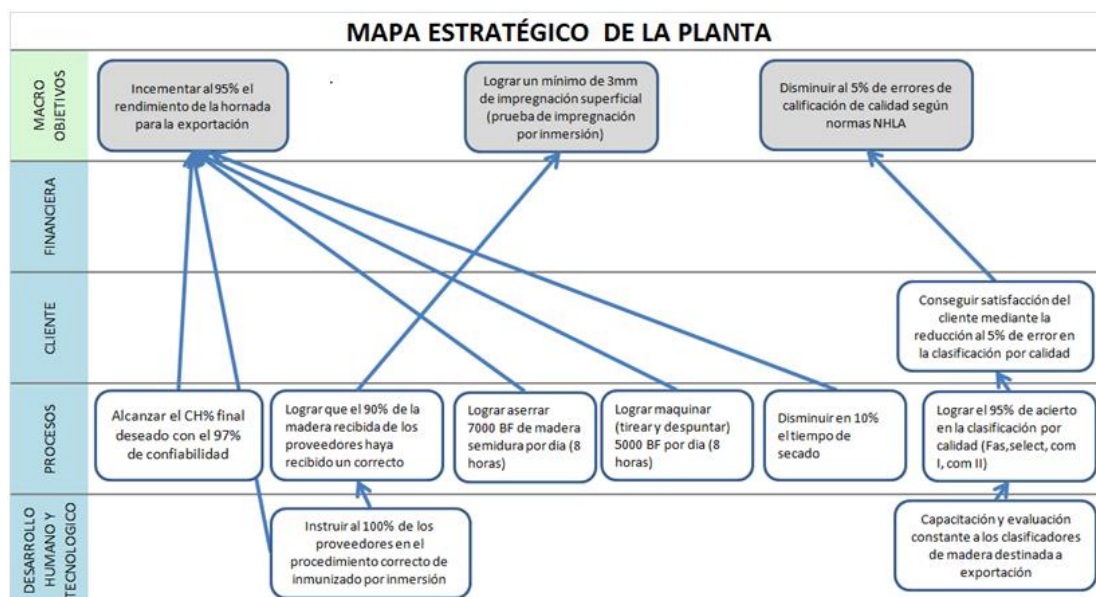 MAPA ESTRATÉGICO DE LA PLANTA
MACRO
OBJETIVOS
Incementar al 95% el
rendimiento de la hornada
para la exportación
Lograr un mínimo de 3mm
de impregnación superficial
(prueba de impregnación
por inmersión)
Disminuir al 5% de errores de
calificación de calidad según
normas NHLA
FINANCIERA
CLIENTE
Conseguir satisfacción del
cliente mediante la
reducción al 5% de error en
la clasificación por calidad
PROCESOS
Alcanzar el CH% final
deseado con el 97%
de confiabilidad
Lograr que el 90% de la
madera recibida de los
proveedores haya
recibido un correcto
Lograr aserrar
7000 BF de madera
semidura por dia (8
horas)
Lograr maquinar
(tirear y despuntar)
5000 BF por día (8
horas)
Disminuir en 10%
el tiempo de
secado
Lograr el 95% de acierto
en la clasificación por
calidad (Fas,select, com
I, com II)
DESARROLLO
HUMANO Y
TECNOLOGICO
Instruir al 100% de los
proveedores en el
procedimiento correcto de
inmunizado por inmersión
Capacitación y evaluación
constante a los clasificadores
de madera destinada a
exportación